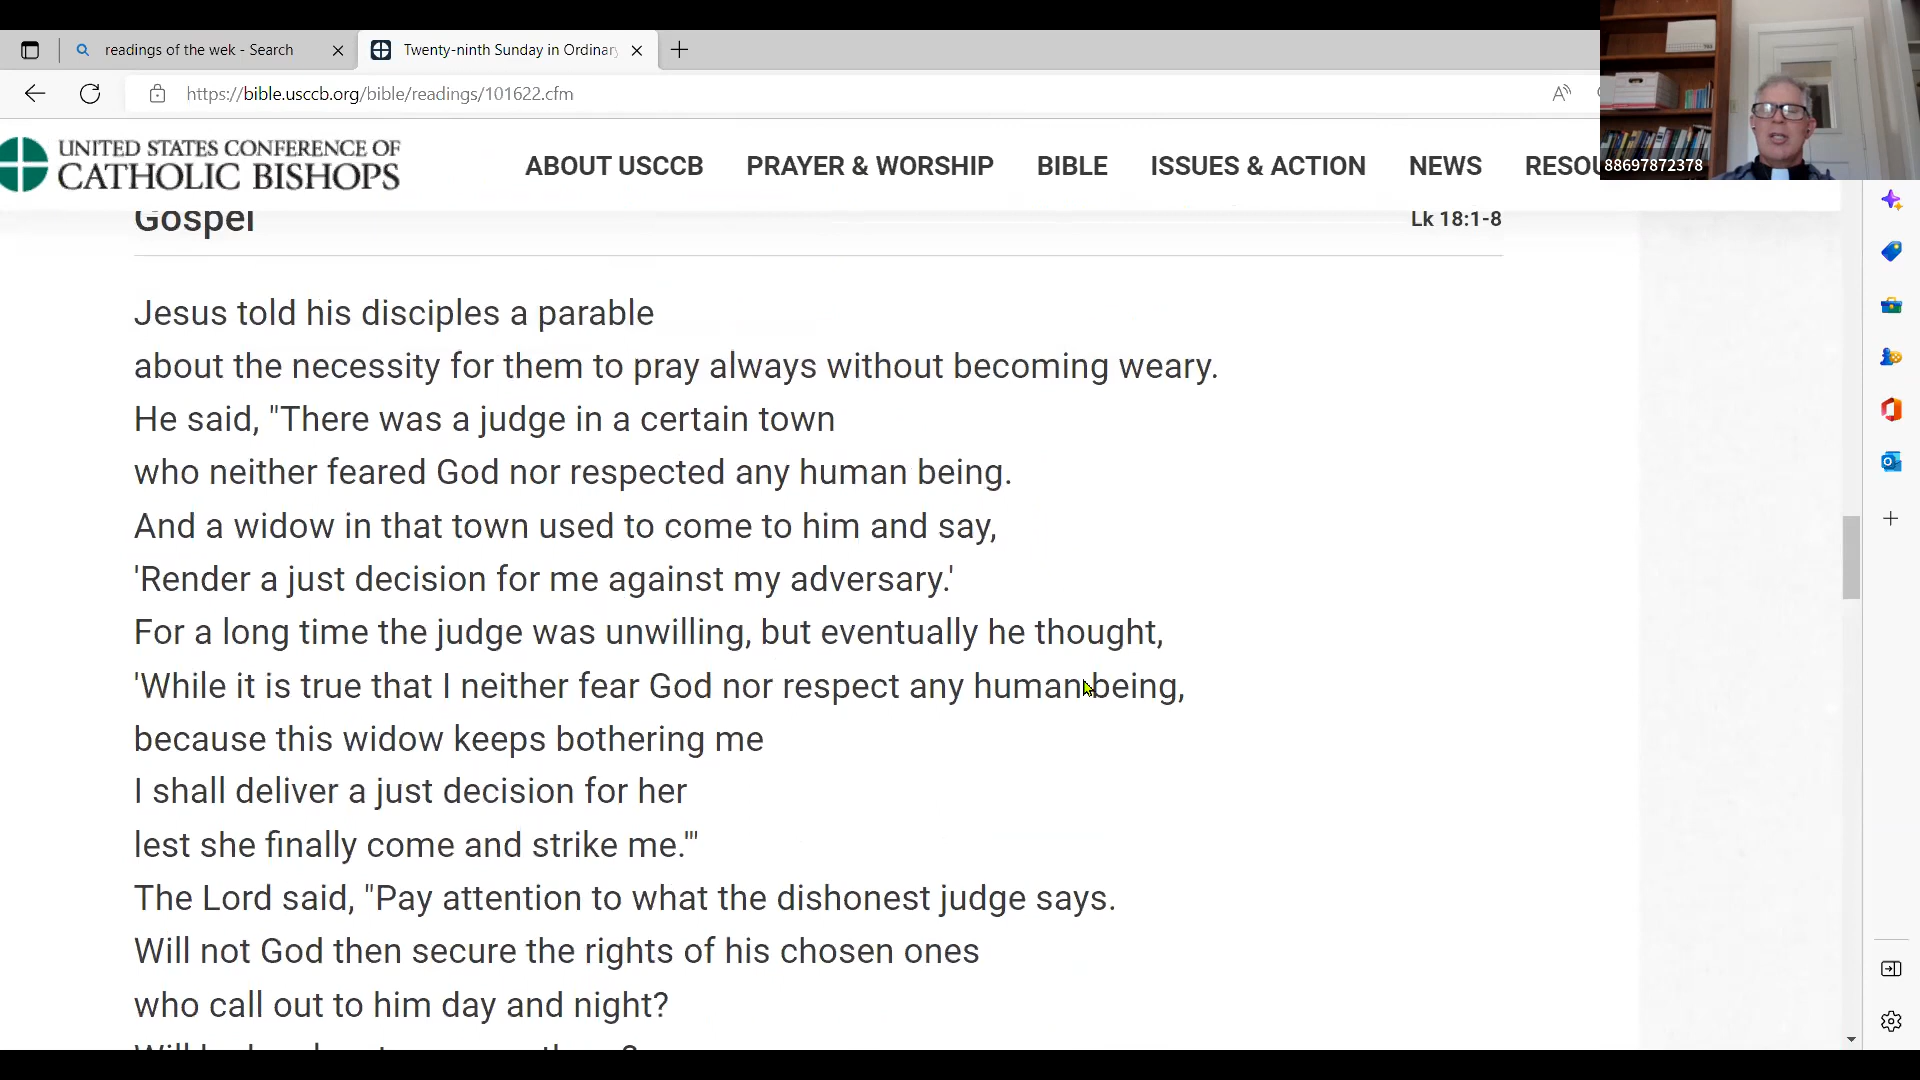 readings of the wek - Search
Twenty-ninth Sunday in Ordinar
https://bible.usccb.org/bible/readings/101622.cfm
88697872378
UNITED STATES CONFERENCE OF
CATHOLIC BISHOPS
ABOUT USCCB PRAYER & WORSHIP BIBLE ISSUES & ACTION NEWS RESOU
Gospel
Lk 18:1-8
Jesus told his disciples a parable
about the necessity for them to pray always without becoming weary.
He said, "There was a judge in a certain town
who neither feared God nor respected any human being.
And a widow in that town used to come to him and say,
'Render a just decision for me against my adversary.'
For a long time the judge was unwilling, but eventually he thought,
'While it is true that I neither fear God nor respect any human being,
because this widow keeps bothering me
I shall deliver a just decision for her
lest she finally come and strike me.'"
The Lord said, "Pay attention to what the dishonest judge says.
Will not God then secure the rights of his chosen ones
who call out to him day and night?